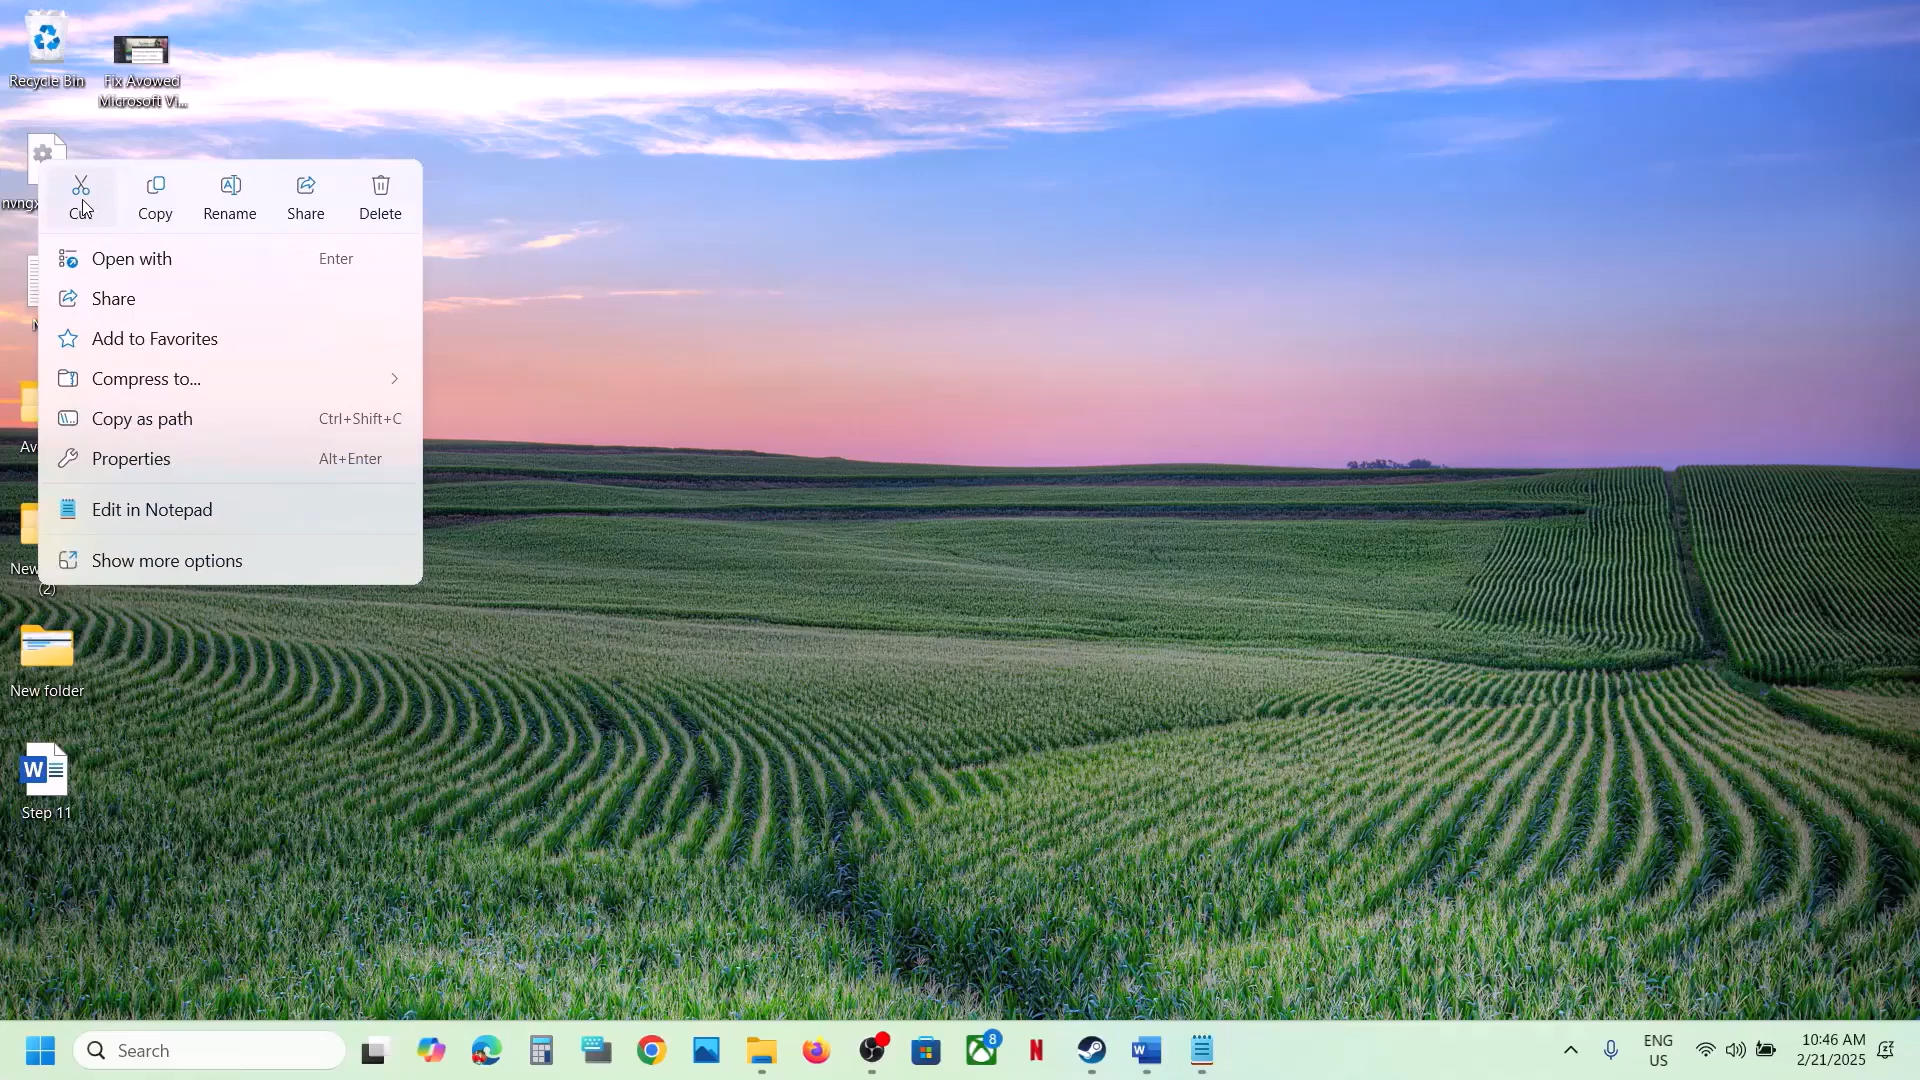 Recycle Bin
Fix Avowed
Microsoft Vi...
Copy
Rename
Share
Delete
Open with Enter
Share
Add to Favorites
Compress to...
Copy as path Ctrl+Shift+C
Properties Alt+Enter
Edit in Notepad
Show more options
(2)
New folder
W
Step 11
Search
8
N
W
ENG
US
10:46 AM
2/21/2025